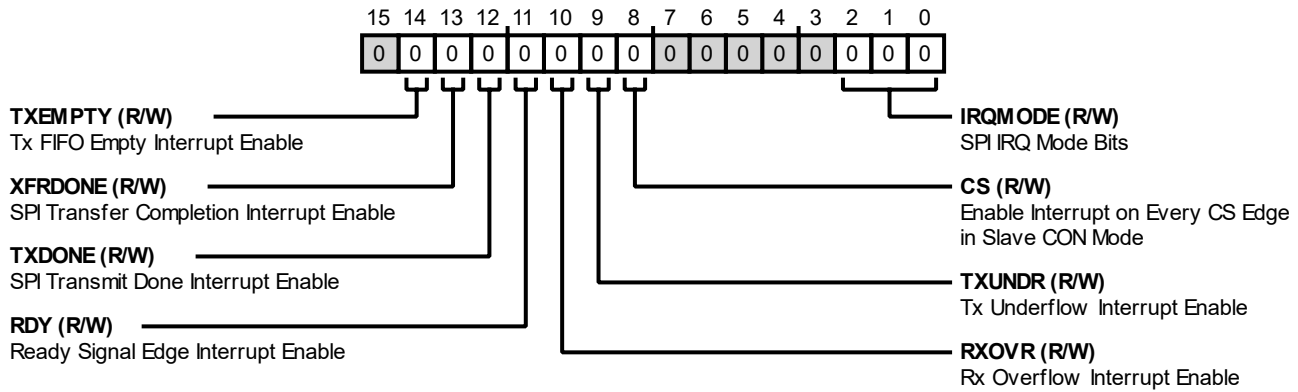 15 14 13 12 11 10 9 8 7 6 5 4 3 2 1 0
0 0 0 0 0 0 0 0 0 0 0 0 0 0 0 0
TXEMPTY (R/W)
Tx FIFO Empty Interrupt Enable
XFRDONE (R/W)
SPI Transfer Completion Interrupt Enable
TXDONE (R/W)
SPI Transmit Done Interrupt Enable
RDY (R/W)
Ready Signal Edge Interrupt Enable
IRQMODE (R/W)
SPI IRQ Mode Bits
CS (R/W)
Enable Interrupt on Every CS Edge
in Slave CON Mode
TXUNDR (R/W)
Tx Underflow Interrupt Enable
RXOVR (R/W)
Rx Overflow Interrupt Enable